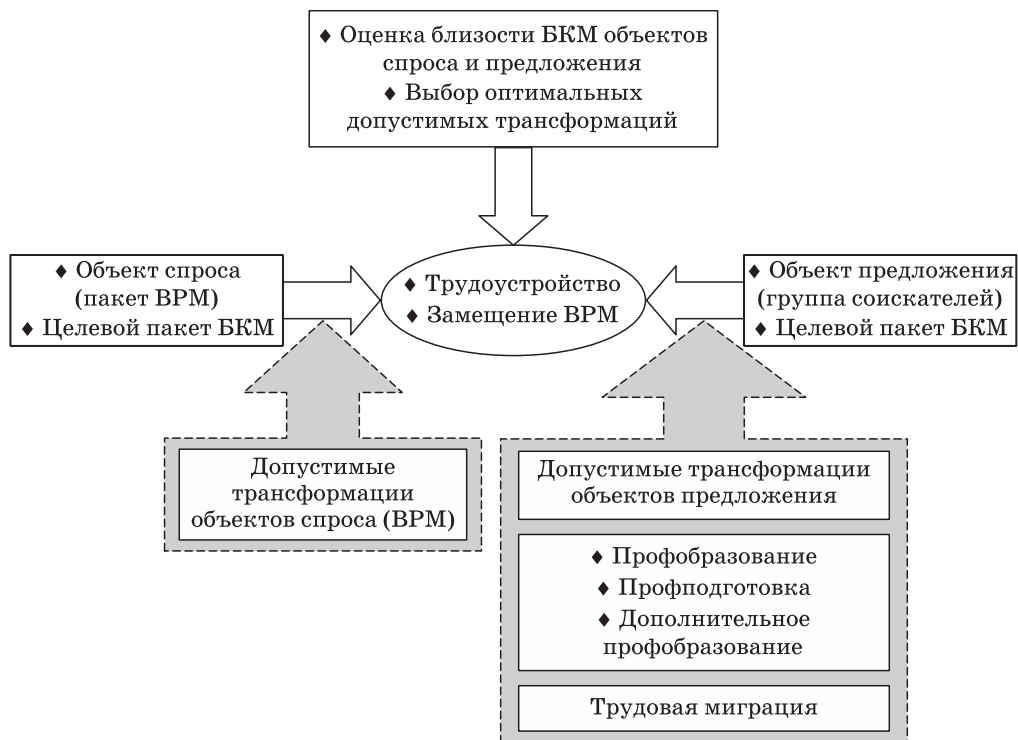 ♦ Оценка близости БКМ объектов
спроса и предложения
♦ Выбор оптимальных
допустимых трансформаций
♦ Объект спроса
(пакет ВРМ)
♦ Целевой пакет БКМ
♦ Трудоустройство
♦ Замещение ВРМ
♦ Объект предложения
(группа соискателей)
♦ Целевой пакет БКМ
Допустимые
трансформации
объектов спроса (ВРМ)
Допустимые трансформации
объектов предложения
♦ Профобразование
♦ Профподготовка
♦ Дополнительное
профобразование
Трудовая миграция